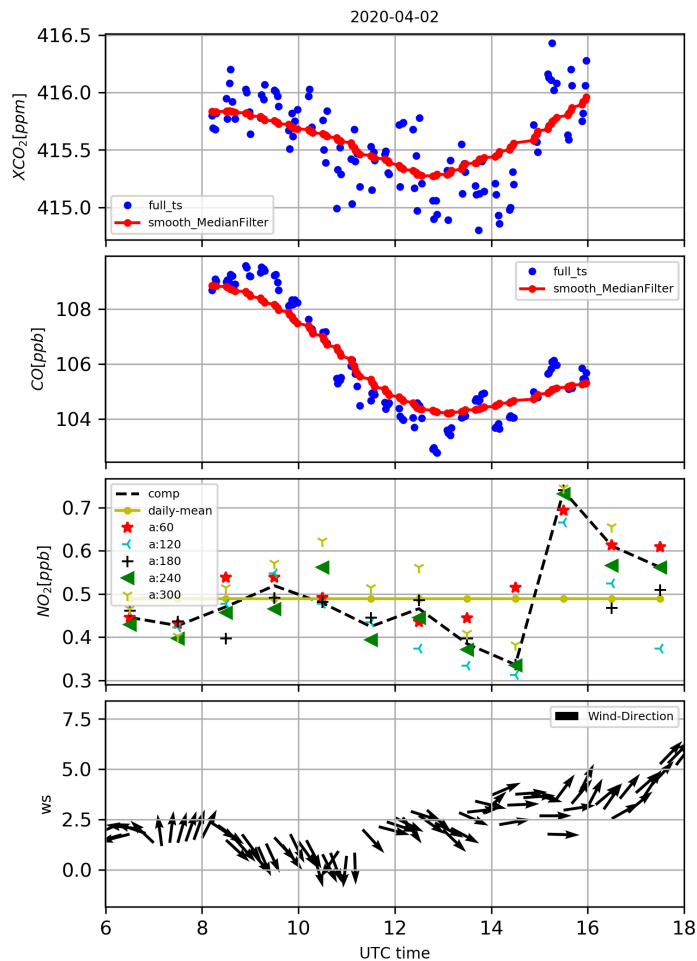 2020-04-02
416.5
416.0
415.5
415.0
XCO2[ppm]
full_ts
smooth_MedianFilter
108
106
104
CO[ppb]
full_ts
smooth_MedianFilter
0.7
0.6
0.5
0.4
0.3
NO2[ppb]
comp
daily-mean
a:60
a:120
a:180
a:240
a:300
7.5
5.0
2.5
0.0
ws
Wind-Direction
6 8 10 12 14 16 18
UTC time